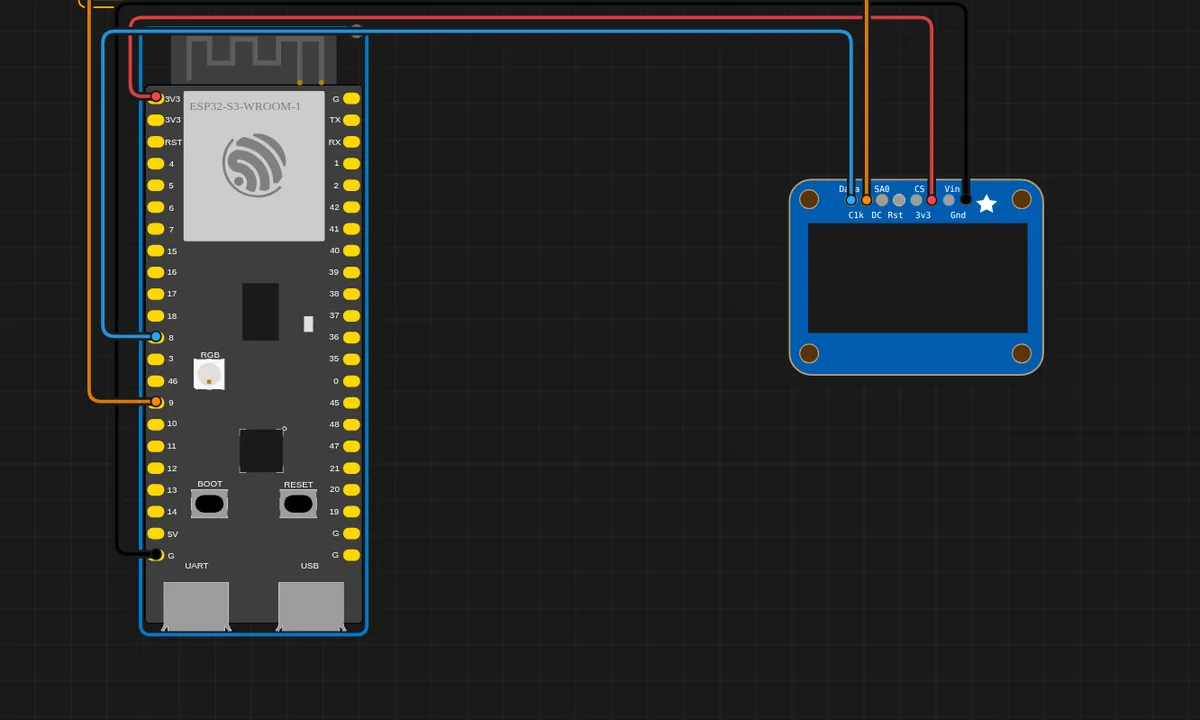 ESP32-S3-WROOM-1
3V3
3V3
RST
4
5
6
7
15
16
17
18
8
3
46
9
10
11
12
13
14
5V
G
G
TX
RX
1
2
42
41
40
39
38
37
36
35
0
45
48
47
21
20
19
G
G
RGB
BOOT
RESET
UART
USB
Data SA0 CS Vin
C1k DC Rst 3v3 Gnd